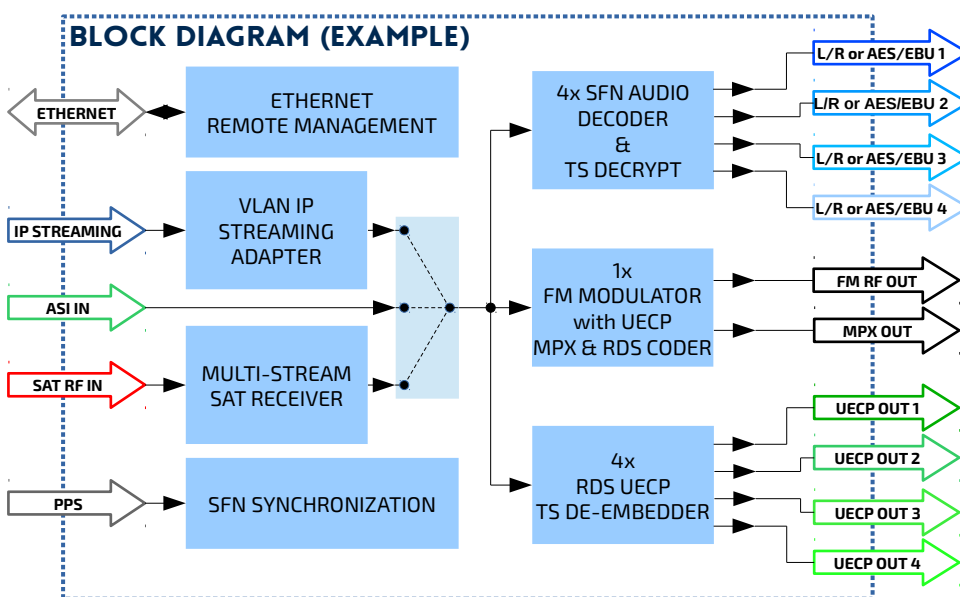 BLOCK DIAGRAM (EXAMPLE)
ETHERNET
ETHERNET
REMOTE MANAGEMENT
IP STREAMING
VLAN IP
STREAMING
ADAPTER
ASI IN
SAT RF IN
MULTI-STREAM
SAT RECEIVER
PPS
SFN SYNCHRONIZATION
4x SFN AUDIO
DECODER
&
TS DECRYPT
1x
FM MODULATOR
with UECP
MPX & RDS CODER
4x
RDS UECP
TS DE-EMBEDDER
L/R or AES/EBU 1
L/R or AES/EBU 2
L/R or AES/EBU 3
L/R or AES/EBU 4
FM RF OUT
MPX OUT
UECP OUT 1
UECP OUT 2
UECP OUT 3
UECP OUT 4